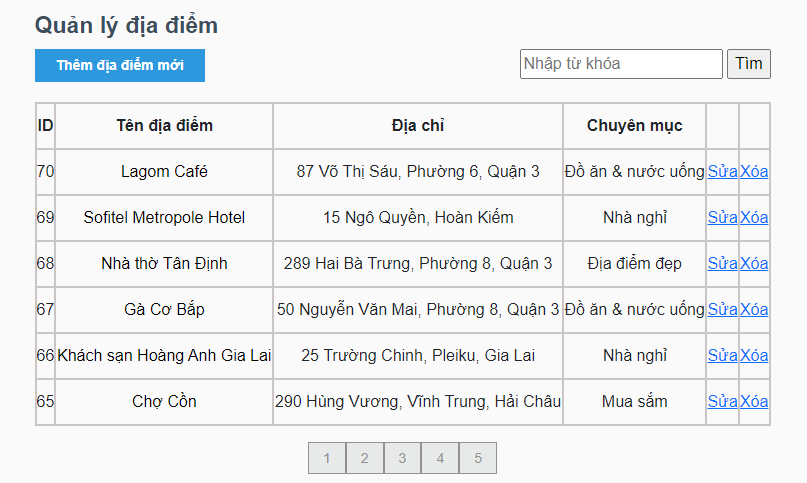 Quản lý địa điểm
Thêm địa điểm mới Nhập từ khóa Tìm
ID Tên địa điểm Địa chỉ Chuyên mục
70 Lagom Café 87 Võ Thị Sáu, Phường 6, Quận 3 Đồ ăn & nước uống Sửa Xóa
69 Sofitel Metropole Hotel 15 Ngô Quyền, Hoàn Kiếm Nhà nghỉ Sửa Xóa
68 Nhà thờ Tân Định 289 Hai Bà Trưng, Phường 8, Quận 3 Địa điểm đẹp Sửa Xóa
67 Gà Cơ Bắp 50 Nguyễn Văn Mai, Phường 8, Quận 3 Đồ ăn & nước uống Sửa Xóa
66 Khách sạn Hoàng Anh Gia Lai 25 Trường Chinh, Pleiku, Gia Lai Nhà nghỉ Sửa Xóa
65 Chợ Cồn 290 Hùng Vương, Vĩnh Trung, Hải Châu Mua sắm Sửa Xóa
1 2 3 4 5